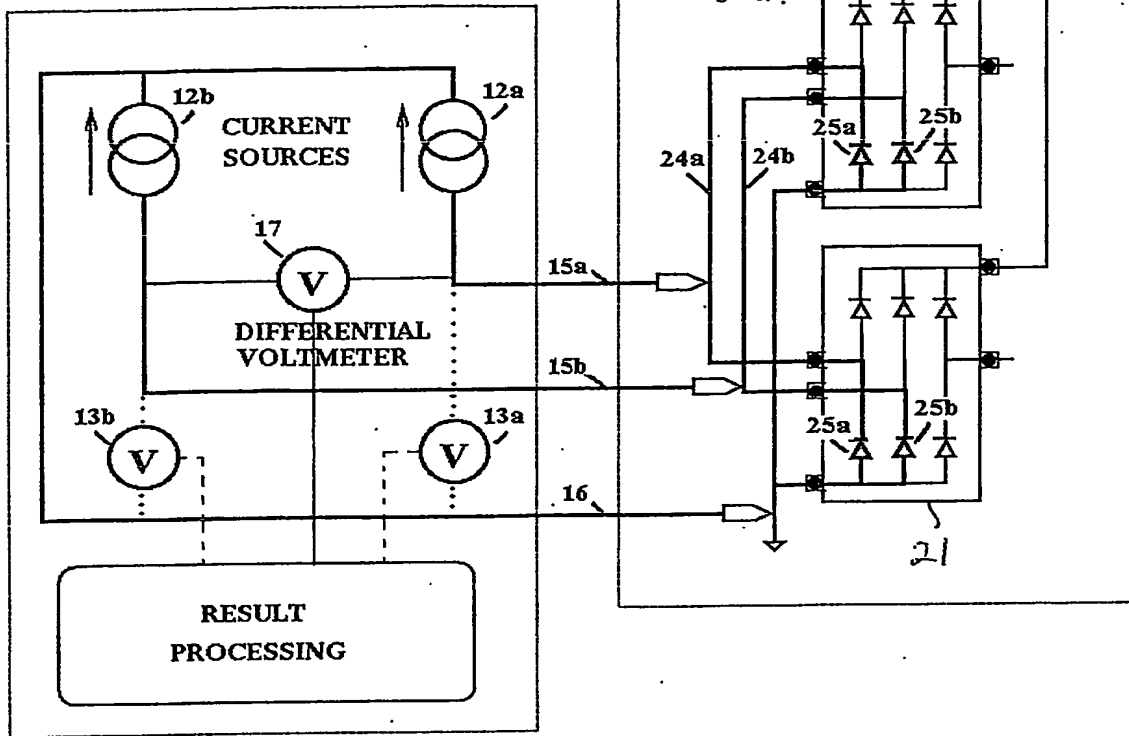 12b
12a
CURRENT
SOURCES
17
V
DIFFERENTIAL
VOLTMETER
15a
15b
13b
V
13a
V
16
RESULT
PROCESSING
24a
24b
25a
25b
25a
25b
21